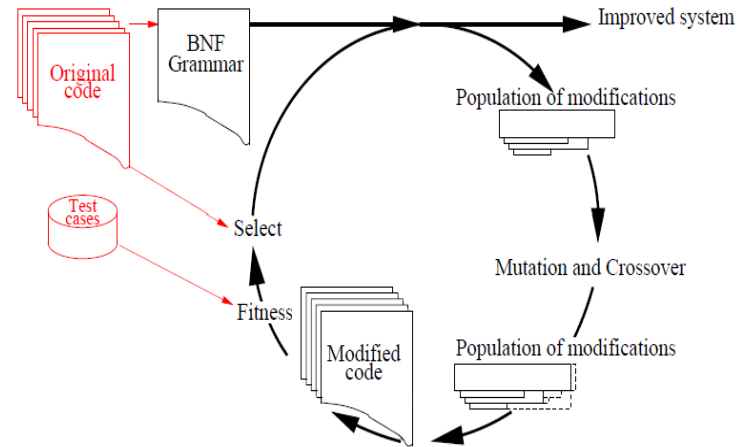 Original
code
BNF
Grammar
Improved system
Population of modifications
Test
cases
Select
Mutation and Crossover
Fitness
Modified
code
Population of modifications